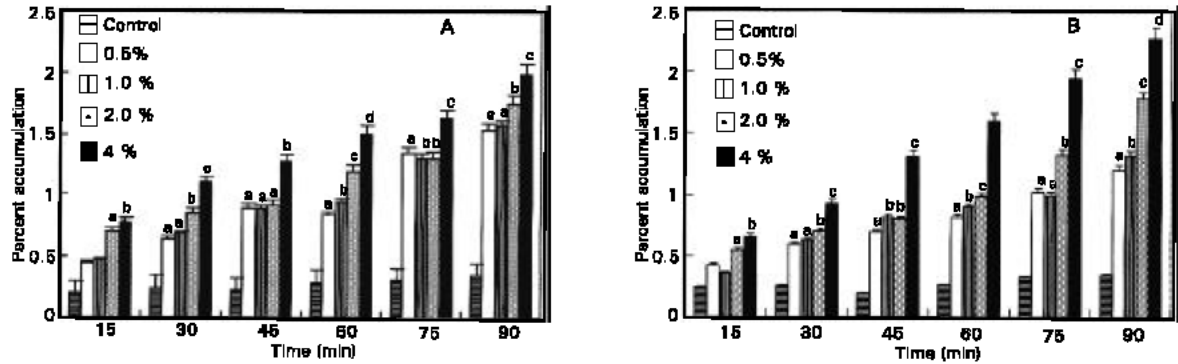 2.5
2
1.5
1
0.5
0
Percent accumulation
A
Control
0.5%
1.0 %
2.0 %
4 %
a b
a a b c
a a a b
a b c d
a b b c
a a b c
15 30 45 60 75 90
Time (min)
2.5
2
1.5
1
0.5
0
Percent accumulation
B
Control
0.5%
1.0 %
2.0 %
4 %
a b
a a b c
a b b c
a b c
a a b c
a b c d
15 30 45 60 75 90
Time (min)